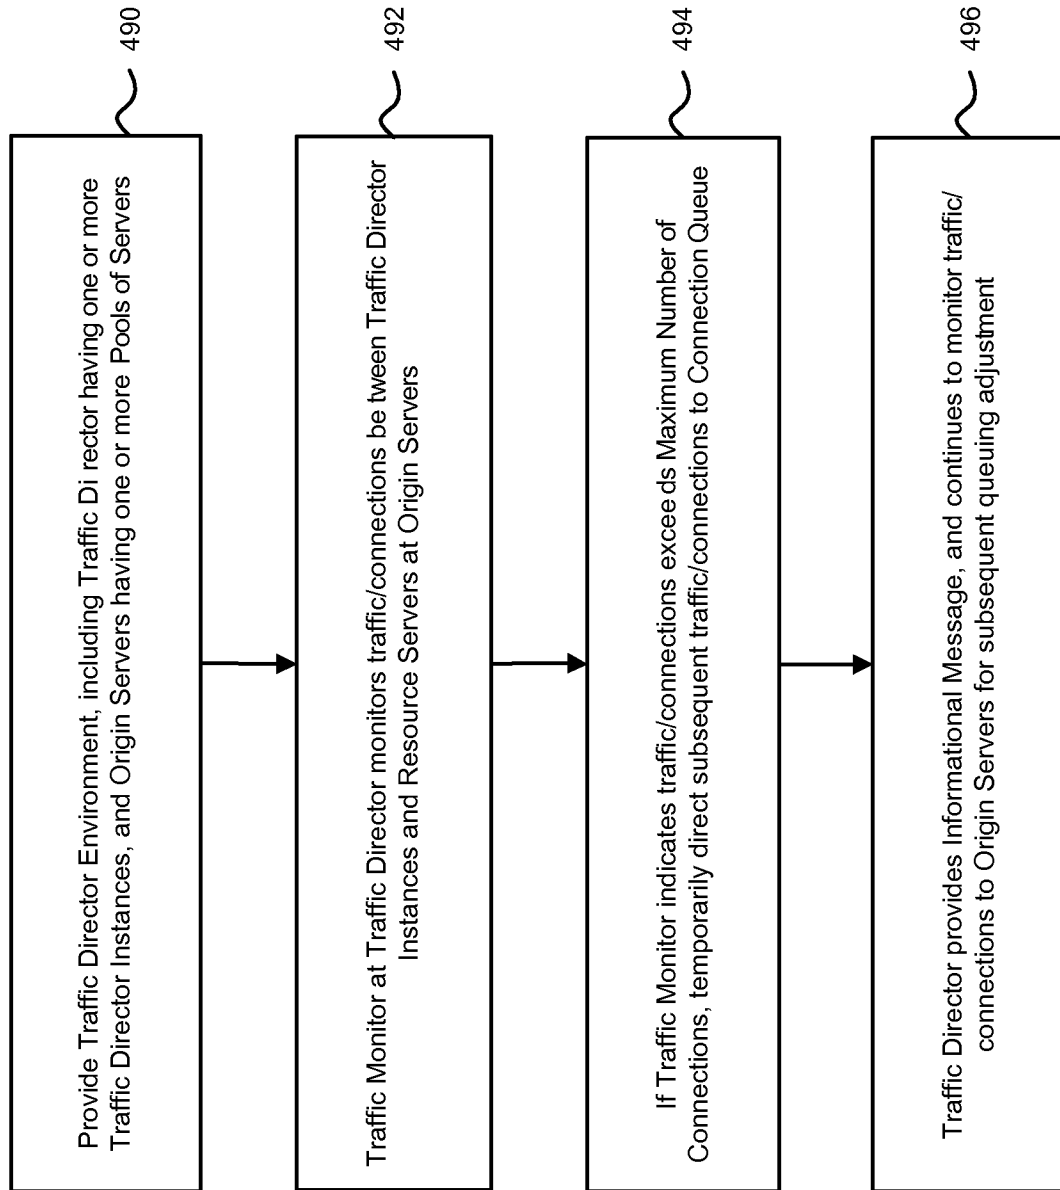 Provide Traffic Director Environment, including Traffic Di rector having one or more
Traffic Director Instances, and Origin Servers having one or more Pools of Servers
490
Traffic Monitor at Traffic Director monitors traffic/connections be tween Traffic Director
Instances and Resource Servers at Origin Servers
492
If Traffic Monitor indicates traffic/connections excee ds Maximum Number of
Connections, temporarily direct subsequent traffic/connections to Connection Queue
494
Traffic Director provides Informational Message, and continues to monitor traffic/
connections to Origin Servers for subsequent queuing adjustment
496